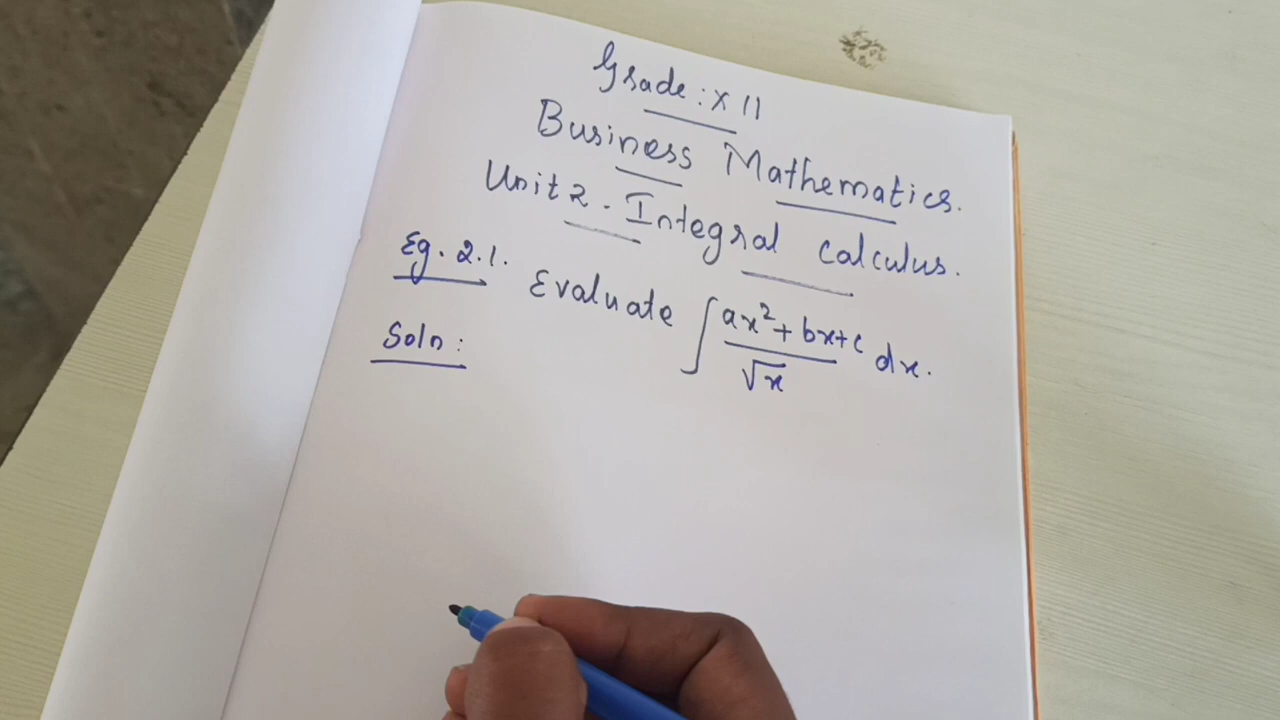 Grade: XII
Business Mathematics.
Unit 2. Integral Calculus.
Eg. 2.1. Evaluate ∫ ax²+bx+c / √x dx.
Soln: